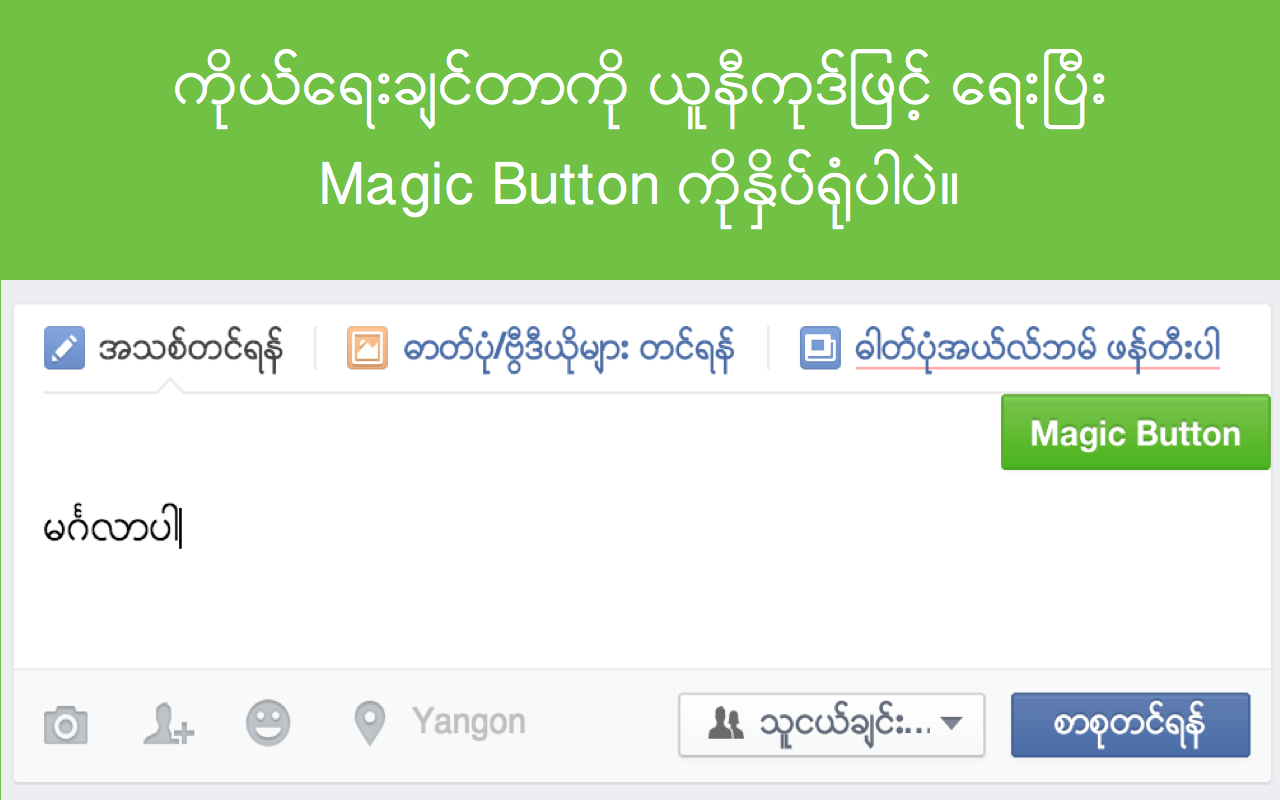 ကိုယ်ရေးချင်တာကို ယူနီကုဒ်ဖြင့် ရေးပြီး
Magic Button ကိုနှိပ်ရုံပါပဲ။
အသစ်တင်ရန်
ဓာတ်ပုံ/ဗွီဒီယိုများ တင်ရန်
ဓါတ်ပုံအယ်လ်ဘမ် ဖန်တီးပါ
Magic Button
မင်္ဂလာပါ
Yangon
သူငယ်ချင်း...
စာစုတင်ရန်